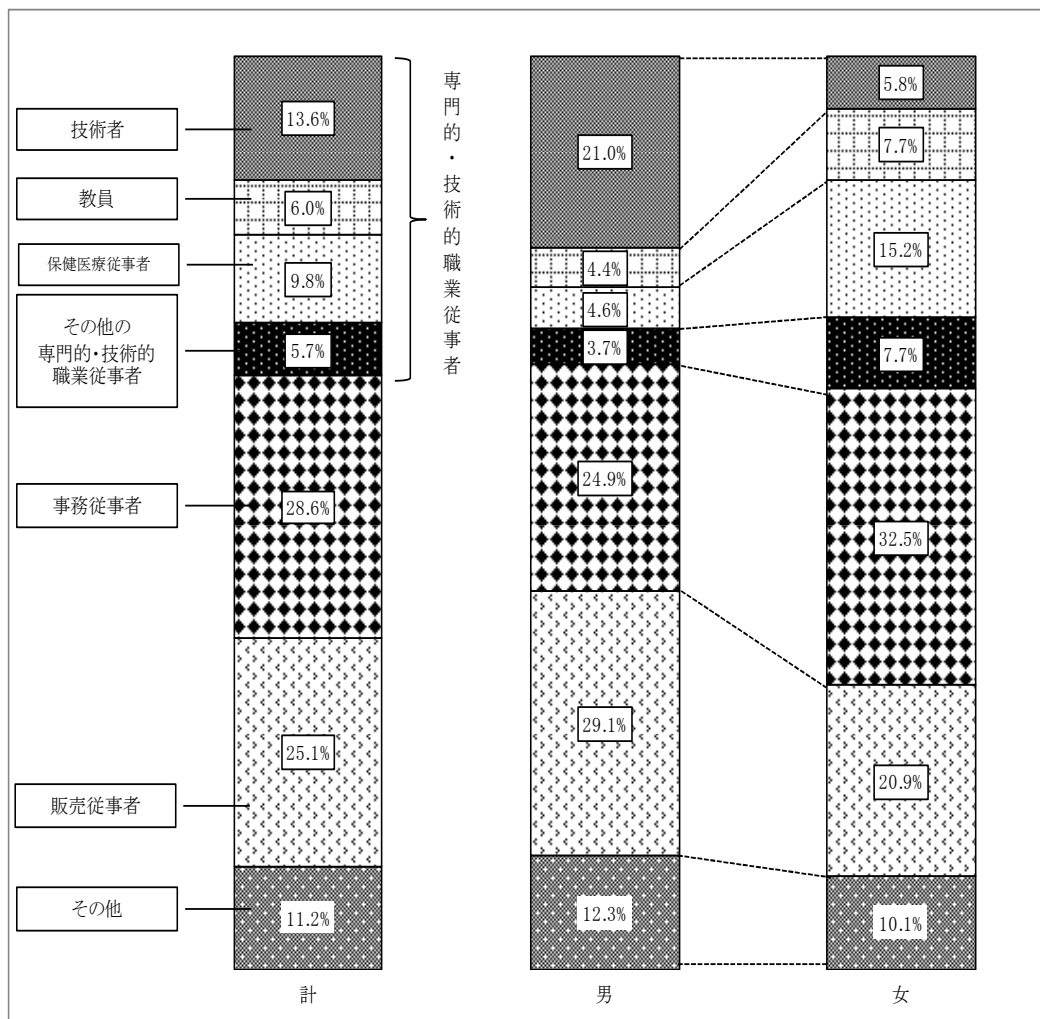 技術者
教員
保健医療従事者
その他の
専門的・技術的
職業従事者
事務従事者
販売従事者
その他
13.6%
6.0%
9.8%
5.7%
28.6%
25.1%
11.2%
計
専門的・技術的職業従事者
21.0%
4.4%
4.6%
3.7%
24.9%
29.1%
12.3%
男
5.8%
7.7%
15.2%
7.7%
32.5%
20.9%
10.1%
女